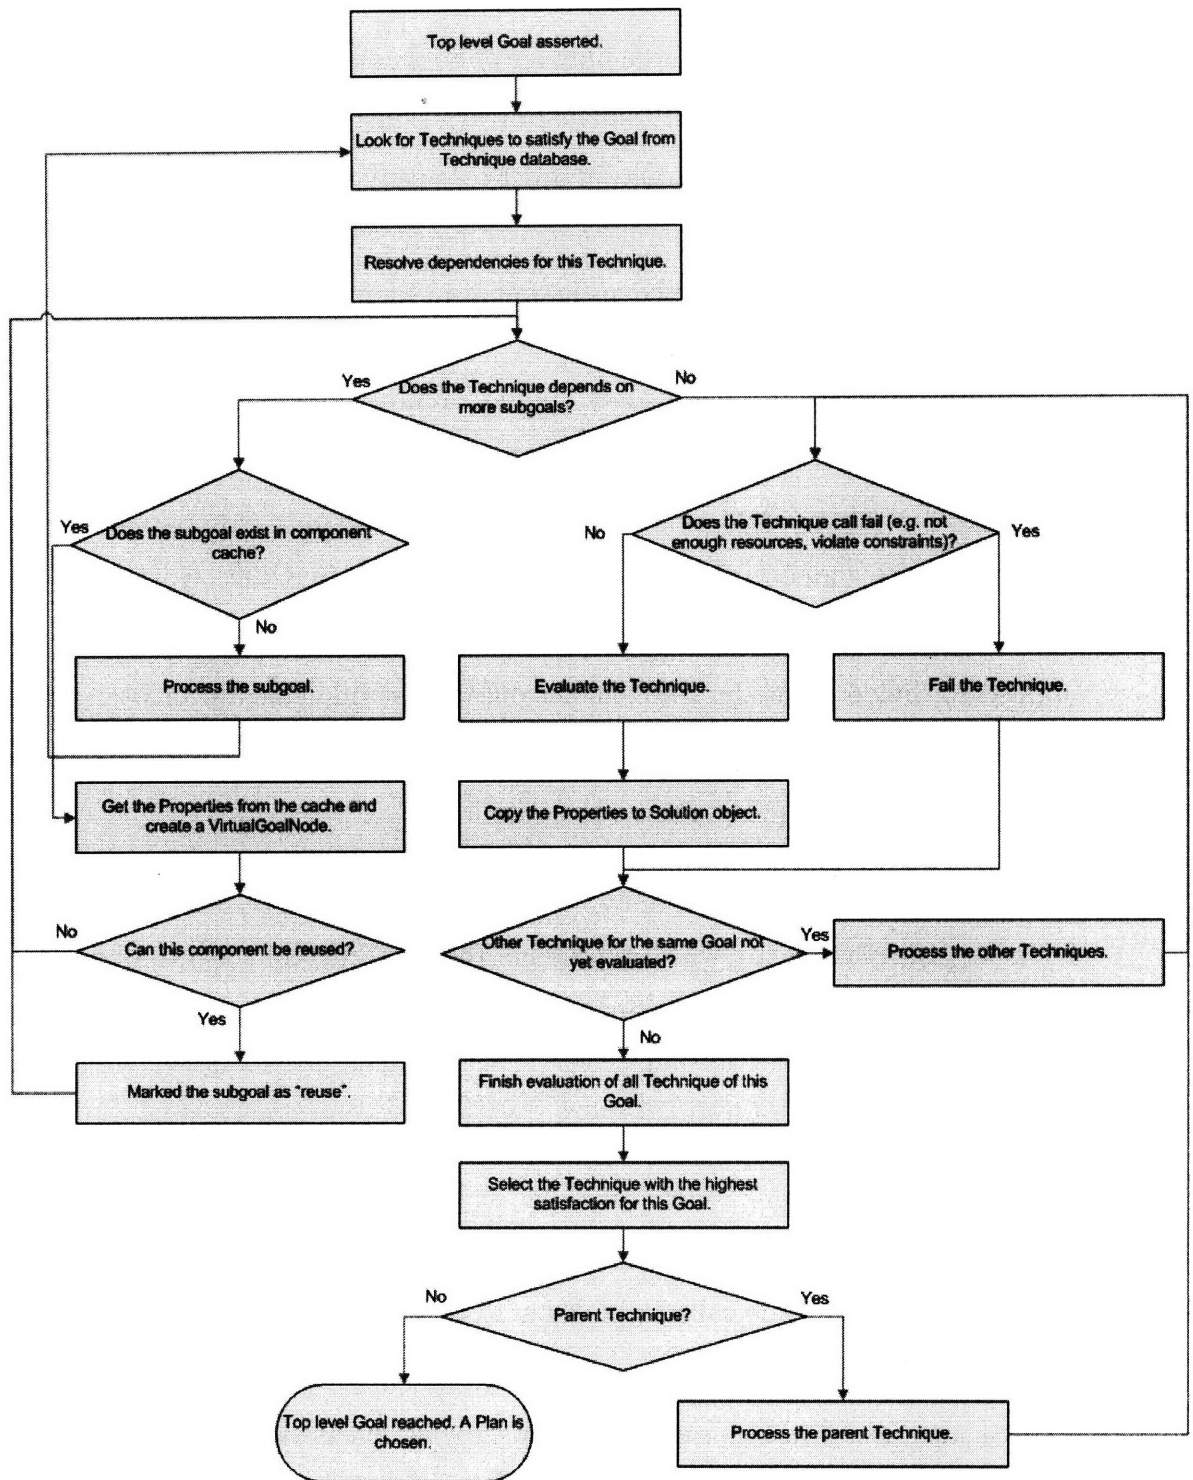 Top level Goal asserted.
Look for Techniques to satisfy the Goal from
Technique database.
Resolve dependencies for this Technique.
Yes
Does the Technique depends on
more subgoals?
No
Yes
Does the subgoal exist in component
cache?
No
No
Does the Technique call fail (e.g. not
enough resources, violate constraints)?
Yes
Process the subgoal.
Evaluate the Technique.
Fail the Technique.
Get the Properties from the cache and
create a VirtualGoalNode.
Copy the Properties to Solution object.
No
Can this component be reused?
Yes
Other Technique for the same Goal not
yet evaluated?
Yes
Process the other Techniques.
No
Marked the subgoal as "reuse".
Finish evaluation of all Technique of this
Goal.
Select the Technique with the highest
satisfaction for this Goal.
No
Parent Technique?
Yes
Top level Goal reached. A Plan is
chosen.
Process the parent Technique.